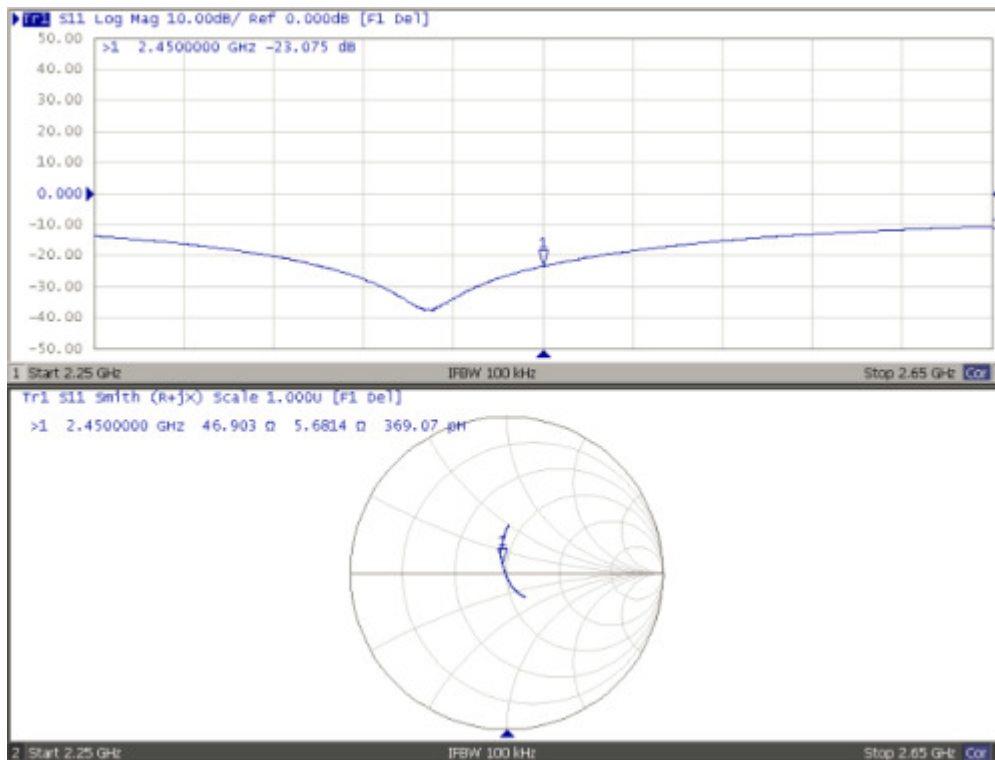 Tr1 S11 Log Mag 10.00dB/ Ref 0.000dB [F1 Del]
50.00
>1 2.4500000 GHz -23.075 dB
40.00
30.00
20.00
10.00
0.000
-10.00
1
-20.00
-30.00
-40.00
-50.00
1 Start 2.25 GHz IFBW 100 kHz Stop 2.65 GHz Cor
Tr1 S11 Smith (R+jX) Scale 1.000U [F1 Del]
>1 2.4500000 GHz 46.903 Ω 5.6814 Ω 369.07 pH
1
2 Start 2.25 GHz IFBW 100 kHz Stop 2.65 GHz Cor